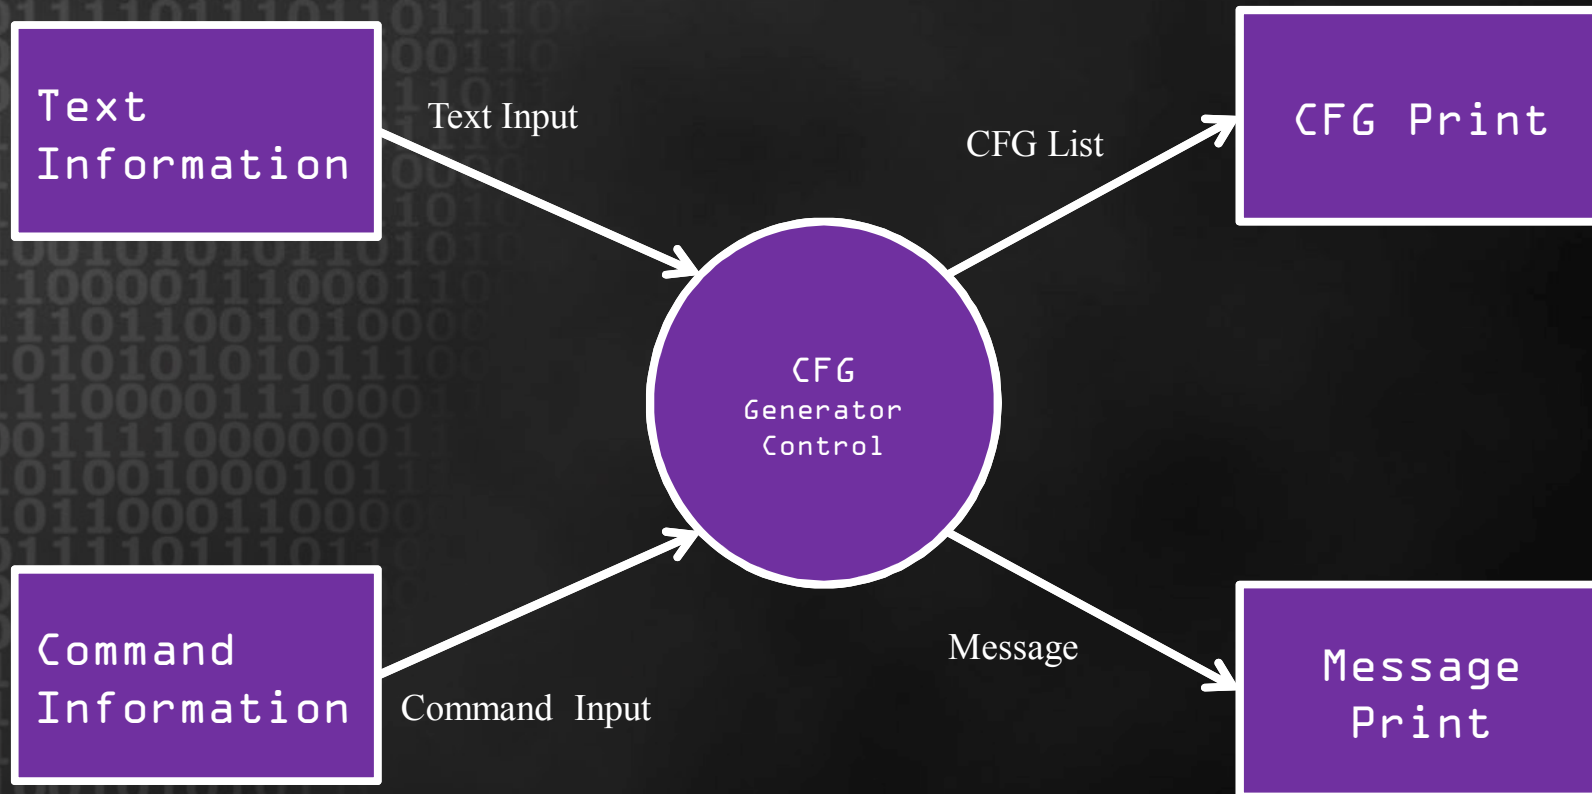 Text
Information
Text Input
CFG List
CFG Print
CFG
Generator
Control
Command
Information
Command Input
Message
Message
Print